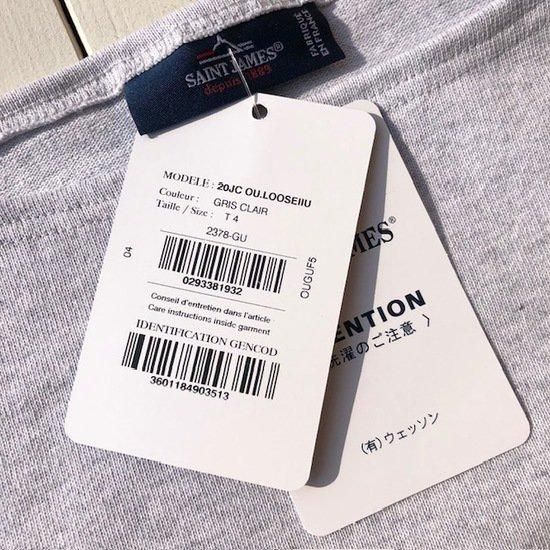 SAINT JAMES®
depuis 1889
FABRIQUÉ
EN FRANCE
MODELE : 20JC OU.LOOSEIIU
Couleur : GRIS CLAIR
Taille / Size : T 4
2378-GU
0293381932
04
OUGUF5
Conseil d'entretien dans l'article
Care instructions inside garment
IDENTIFICATION GENCOD
3601184903513
MES®
ENTION
洗濯のご注意 〉
(有)ウェッソン